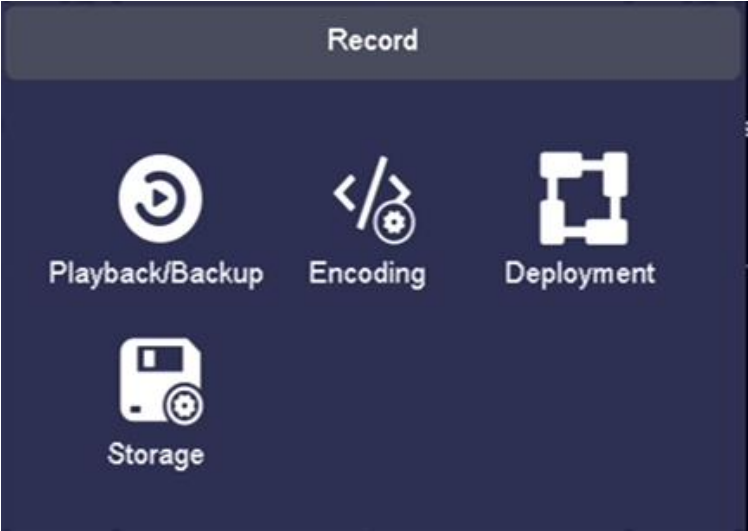 Record
Playback/Backup
Encoding
Deployment
Storage